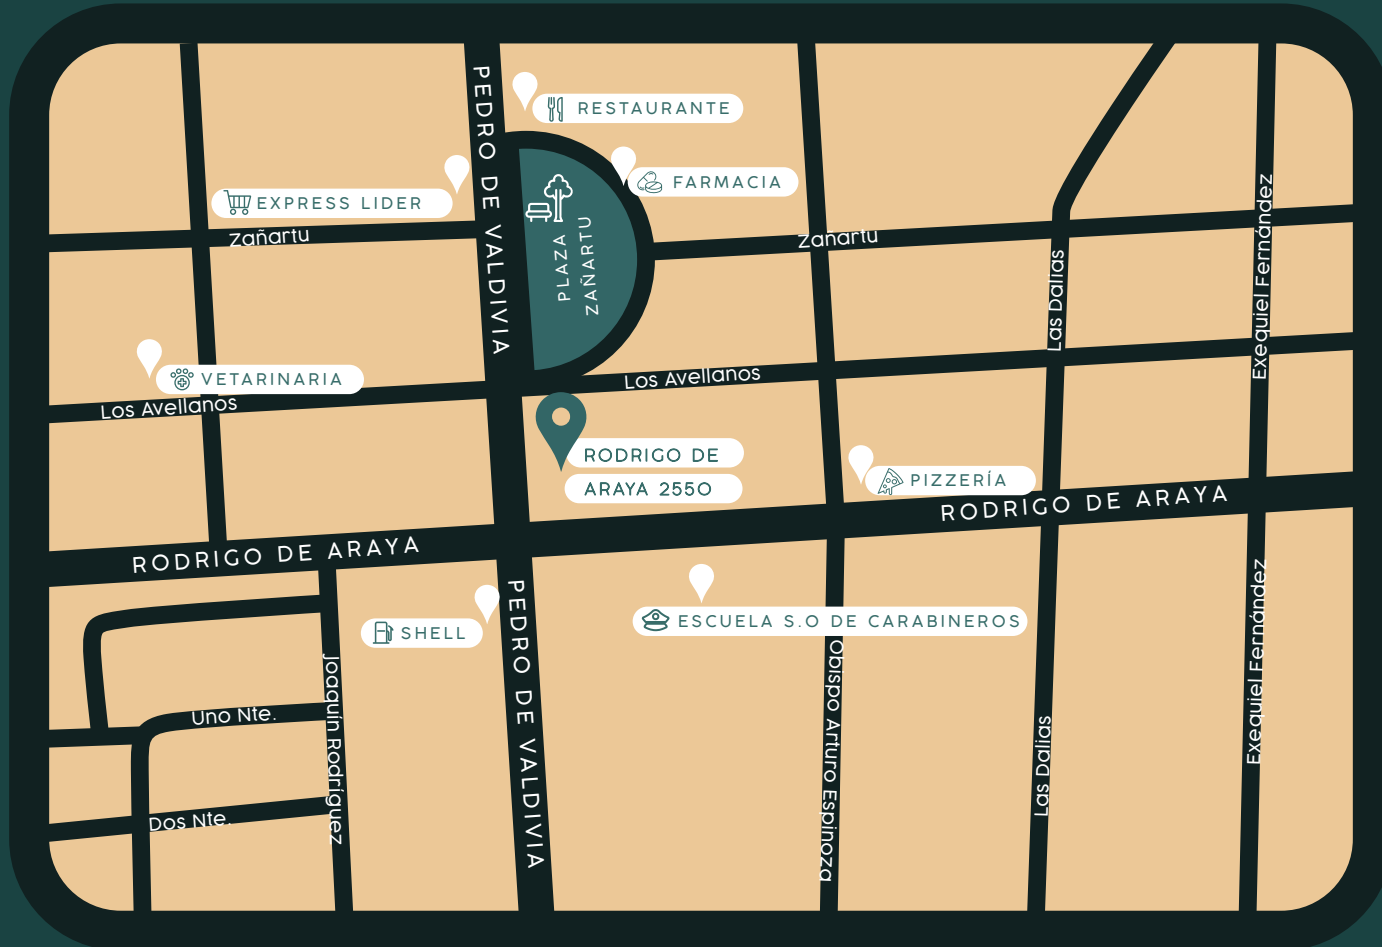 PEDRO DE VALDIVIA
RESTAURANTE
FARMACIA
EXPRESS LIDER
PLAZA
ZAÑARTU
Zañartu
Zañartu
Las Dalias
Exequiel Fernández
VETARINARIA
Los Avellanos
Los Avellanos
RODRIGO DE
ARAYA 2550
PIZZERÍA
RODRIGO DE ARAYA
RODRIGO DE ARAYA
PEDRO DE VALDIVIA
SHELL
ESCUELA S.O DE CARABINEROS
Joaquín Rodríguez
Obispo Arturo Espinoza
Las Dalias
Exequiel Fernández
Uno Nte.
Dos Nte.